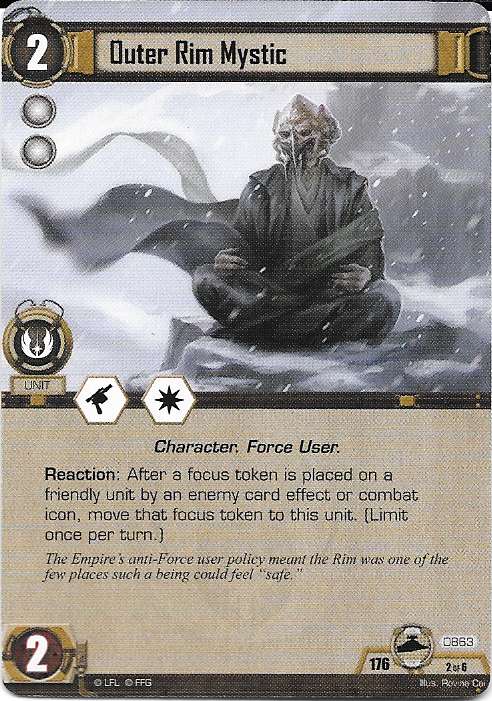 2
Outer Rim Mystic
UNIT
Character. Force User.
Reaction: After a focus token is placed on a
friendly unit by an enemy card effect or combat
icon, move that focus token to this unit. (Limit
once per turn.)
The Empire's anti-Force user policy meant the Rim was one of the
few places such a being could feel "safe."
2
0863
176
2 of 6
© LFL © FFG
Illus. Rovina Cai